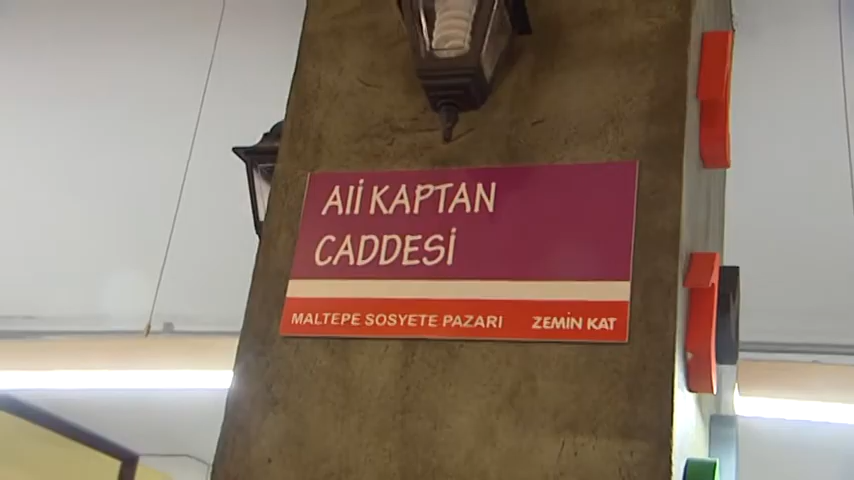 Alİ KAPTAN
CADDESİ
MALTEPE SOSYETE PAZARI ZEMİN KAT